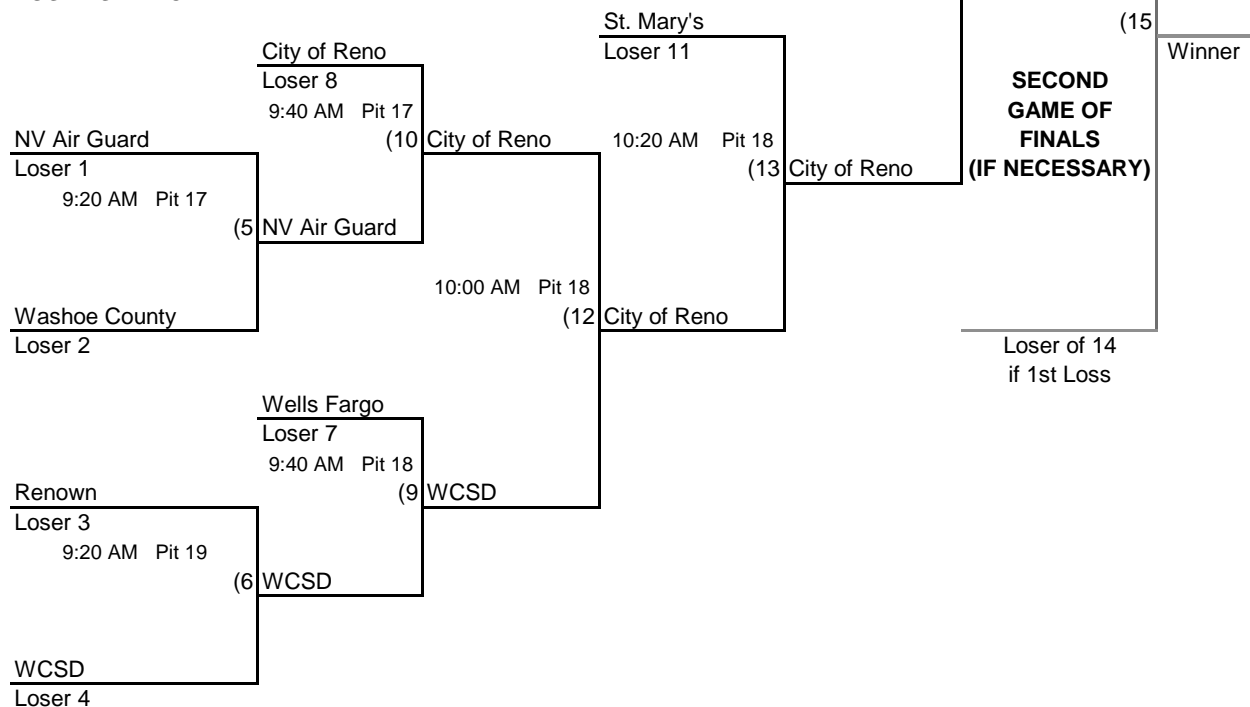 St. Mary's
(15
City of Reno
Loser 11
Winner
Loser 8
SECOND
9:40 AM Pit 17
GAME OF
NV Air Guard
(10 City of Reno
10:20 AM Pit 18
FINALS
Loser 1
(13 City of Reno
(IF NECESSARY)
9:20 AM Pit 17
(5 NV Air Guard
10:00 AM Pit 18
Washoe County
(12 City of Reno
Loser 2
Loser of 14
if 1st Loss
Wells Fargo
Loser 7
9:40 AM Pit 18
Renown
(9 WCSD
Loser 3
9:20 AM Pit 19
(6 WCSD
WCSD
Loser 4